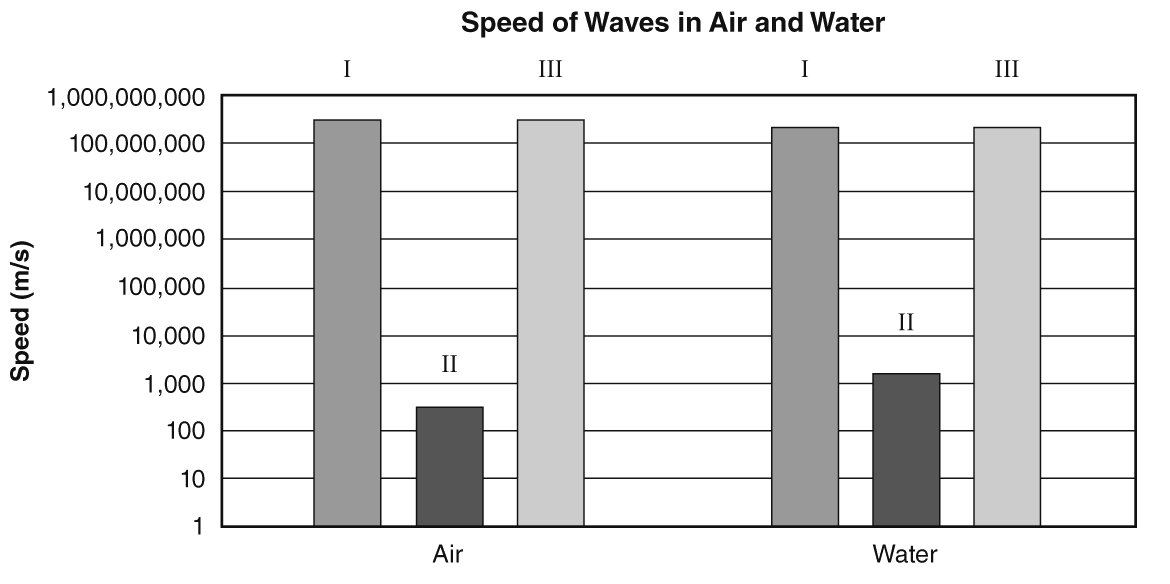 Speed of Waves in Air and Water
I III I III
1,000,000,000
100,000,000
10,000,000
1,000,000
100,000
10,000
1,000
100
10
1
Speed (m/s)
II
II
Air Water